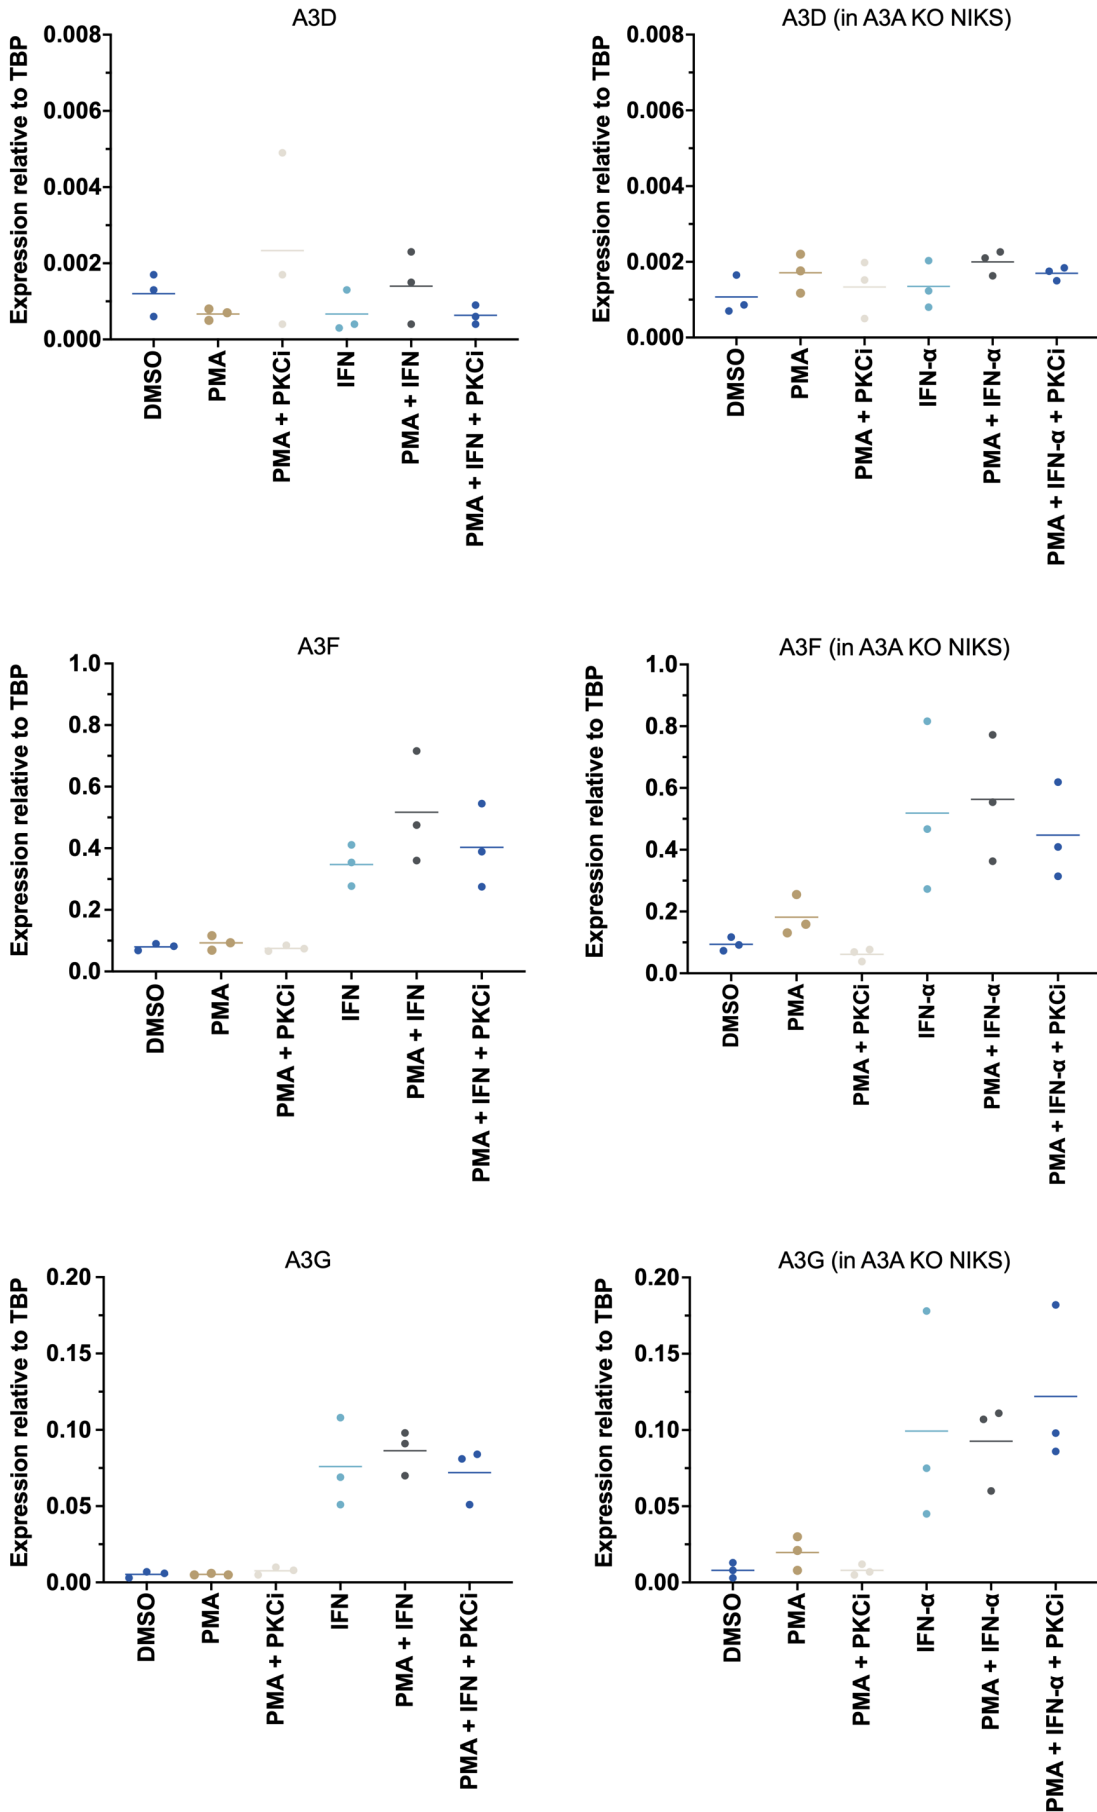 A3D
Expression relative to TBP
0.008
0.006
0.004
0.002
0.000
DMSO
PMA
PMA + PKCi
IFN
PMA + IFN
PMA + IFN + PKCi
A3D (in A3A KO NIKS)
Expression relative to TBP
0.008
0.006
0.004
0.002
0.000
DMSO
PMA
PMA + PKCi
IFN-α
PMA + IFN-α
PMA + IFN-α + PKCi
A3F
Expression relative to TBP
1.0
0.8
0.6
0.4
0.2
0.0
DMSO
PMA
PMA + PKCi
IFN
PMA + IFN
PMA + IFN + PKCi
A3F (in A3A KO NIKS)
Expression relative to TBP
1.0
0.8
0.6
0.4
0.2
0.0
DMSO
PMA
PMA + PKCi
IFN-α
PMA + IFN-α
PMA + IFN-α + PKCi
A3G
Expression relative to TBP
0.20
0.15
0.10
0.05
0.00
DMSO
PMA
PMA + PKCi
IFN
PMA + IFN
PMA + IFN + PKCi
A3G (in A3A KO NIKS)
Expression relative to TBP
0.20
0.15
0.10
0.05
0.00
DMSO
PMA
PMA + PKCi
IFN-α
PMA + IFN-α
PMA + IFN-α + PKCi